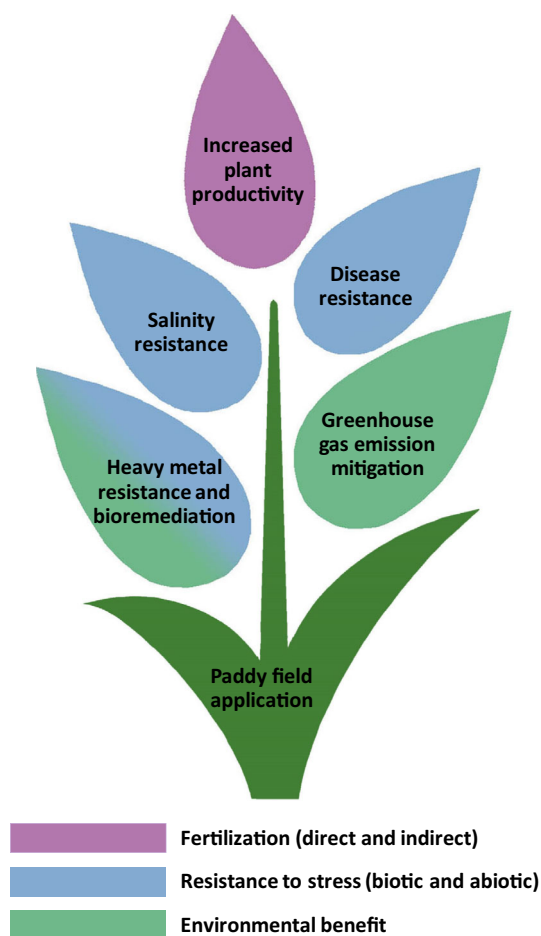 Increased
plant
productivity
Disease
resistance
Salinity
resistance
Greenhouse
gas emission
mitigation
Heavy metal
resistance and
bioremediation
Paddy field
application
Fertilization (direct and indirect)
Resistance to stress (biotic and abiotic)
Environmental benefit